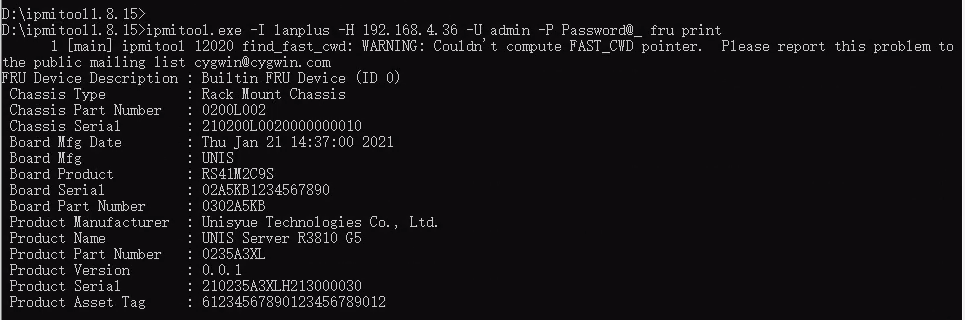 D:\ipmitool1.8.15>
D:\ipmitool1.8.15>ipmitool.exe -I lanplus -H 192.168.4.36 -U admin -P Password@_ fru print
1 [main] ipmitool 12020 find_fast_cwd: WARNING: Couldn't compute FAST_CWD pointer.  Please report this problem to
the public mailing list cygwin@cygwin.com
FRU Device Description : Builtin FRU Device (ID 0)
Chassis Type : Rack Mount Chassis
Chassis Part Number : 0200L002
Chassis Serial : 210200L0020000000010
Board Mfg Date : Thu Jan 21 14:37:00 2021
Board Mfg : UNIS
Board Product : RS41M2C9S
Board Serial : 02A5KB1234567890
Board Part Number : 0302A5KB
Product Manufacturer : Unisyue Technologies Co., Ltd.
Product Name : UNIS Server R3810 G5
Product Part Number : 0235A3XL
Product Version : 0.0.1
Product Serial : 210235A3XLH213000030
Product Asset Tag : 61234567890123456789012